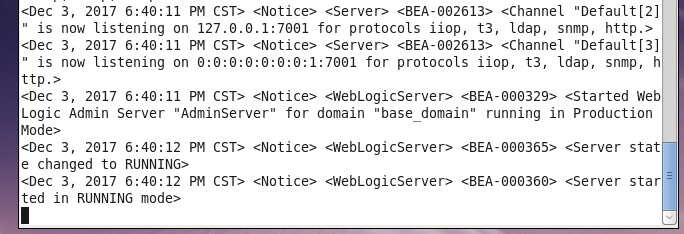 <Dec 3, 2017 6:40:11 PM CST> <Notice> <Server> <BEA-002613> <Channel "Default[2]
" is now listening on 127.0.0.1:7001 for protocols iiop, t3, ldap, snmp, http.>
<Dec 3, 2017 6:40:11 PM CST> <Notice> <Server> <BEA-002613> <Channel "Default[3]
" is now listening on 0:0:0:0:0:0:0:1:7001 for protocols iiop, t3, ldap, snmp, h
ttp.>
<Dec 3, 2017 6:40:11 PM CST> <Notice> <WebLogicServer> <BEA-000329> <Started Web
Logic Admin Server "AdminServer" for domain "base_domain" running in Production
Mode>
<Dec 3, 2017 6:40:12 PM CST> <Notice> <WebLogicServer> <BEA-000365> <Server stat
e changed to RUNNING>
<Dec 3, 2017 6:40:12 PM CST> <Notice> <WebLogicServer> <BEA-000360> <Server star
ted in RUNNING mode>